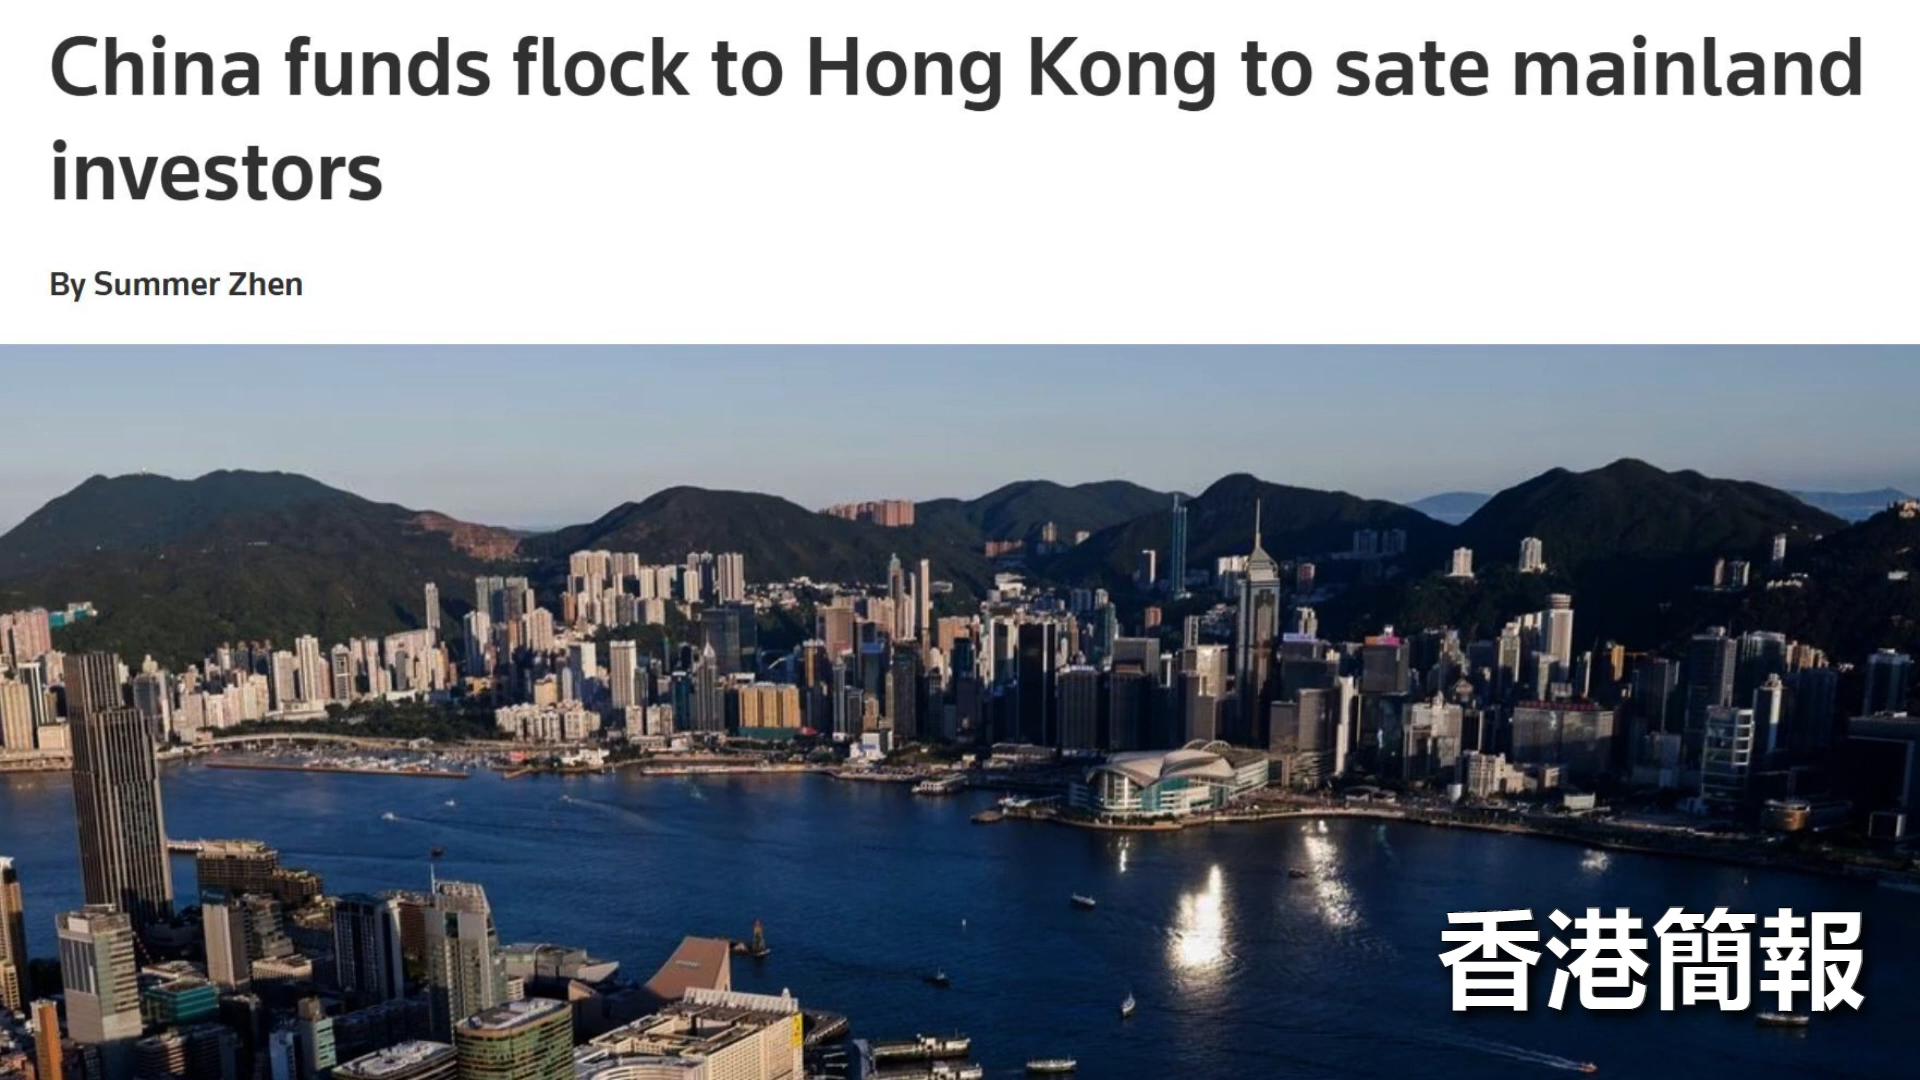 China funds flock to Hong Kong to sate mainland
investors
By Summer Zhen
香港簡報